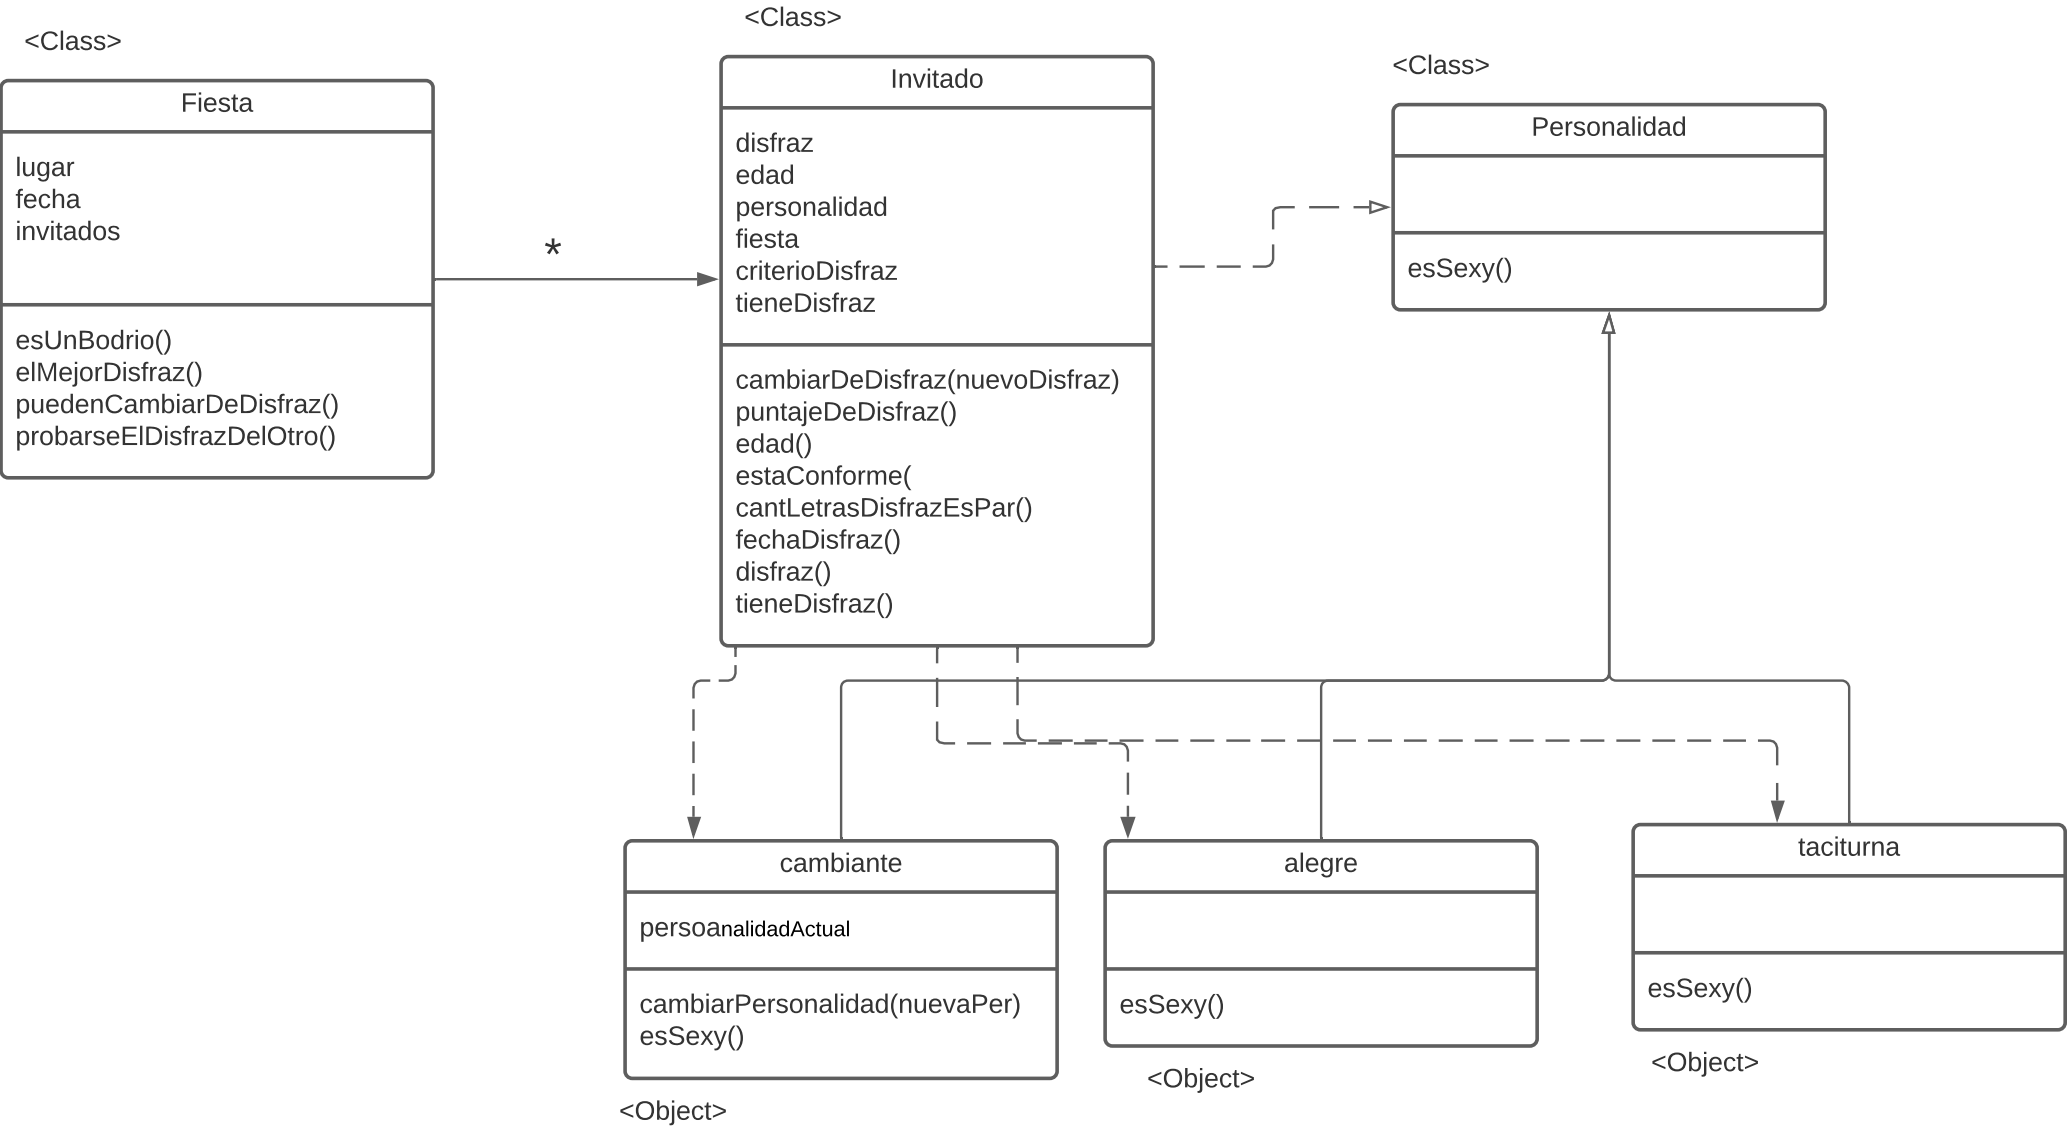 <Class>
Fiesta
lugar
fecha
invitados
esUnBodrio()
elMejorDisfraz()
puedenCambiarDeDisfraz()
probarseElDisfrazDelOtro()
*
<Class>
Invitado
disfraz
edad
personalidad
fiesta
criterioDisfraz
tieneDisfraz
cambiarDeDisfraz(nuevoDisfraz)
puntajeDeDisfraz()
edad()
estaConforme(
cantLetrasDisfrazEsPar()
fechaDisfraz()
disfraz()
tieneDisfraz()
<Class>
Personalidad
esSexy()
cambiante
persoanalidadActual
cambiarPersonalidad(nuevaPer)
esSexy()
<Object>
alegre
esSexy()
<Object>
taciturna
esSexy()
<Object>